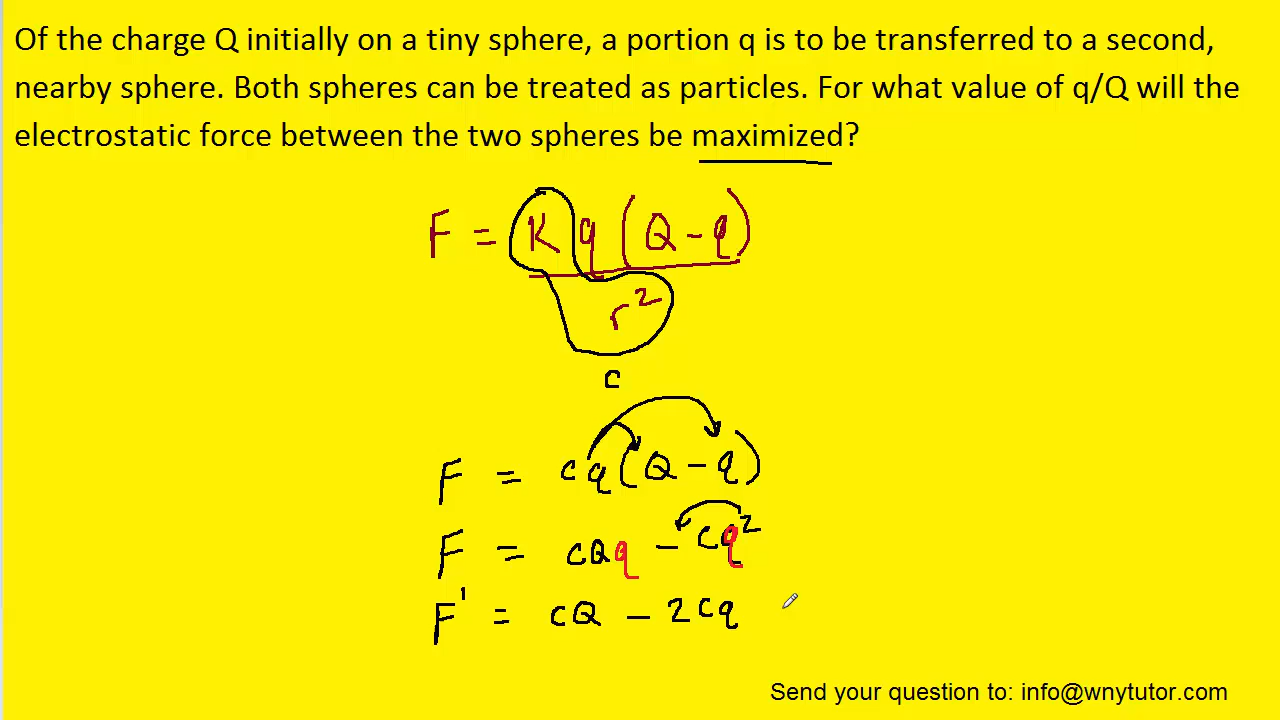 Of the charge Q initially on a tiny sphere, a portion q is to be transferred to a second,
nearby sphere. Both spheres can be treated as particles. For what value of q/Q will the
electrostatic force between the two spheres be maximized?
F = K q (Q - q)
r²
c
F = cq(Q - q)
F = cQq - cq²
F' = cQ - 2cq
Send your question to: info@wnytutor.com